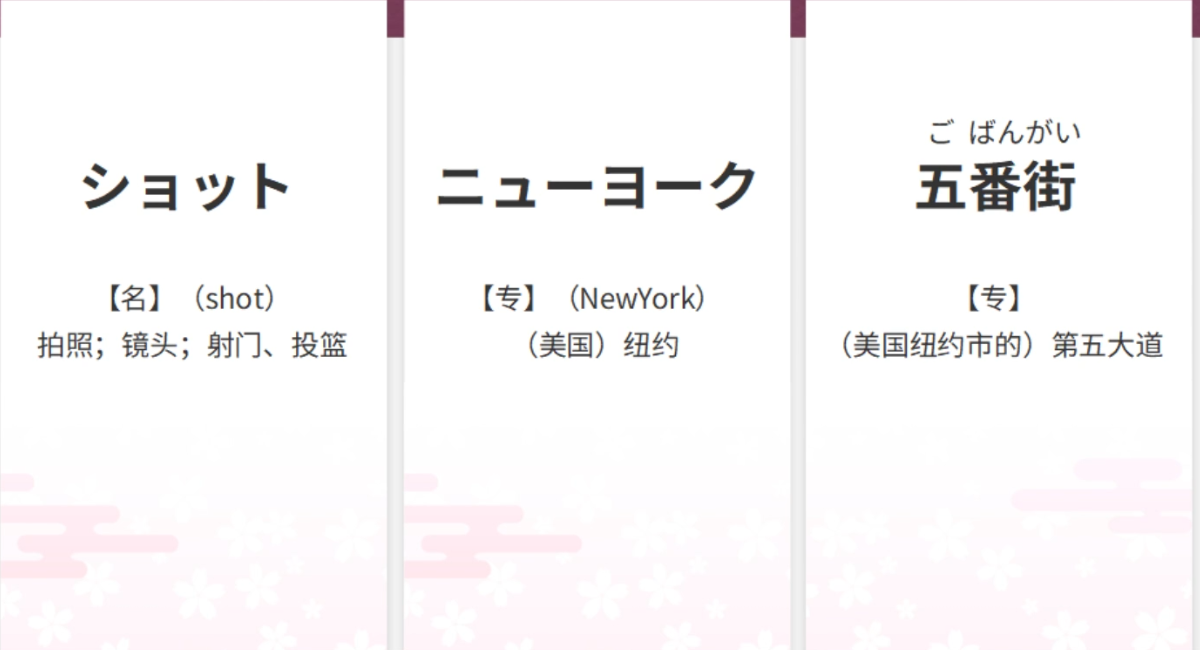 ショット
【名】（shot）
拍照；镜头；射门、投篮
ニューヨーク
【专】（NewYork）
（美国）纽约
ご ばんがい
五番街
【专】
（美国纽约市的）第五大道